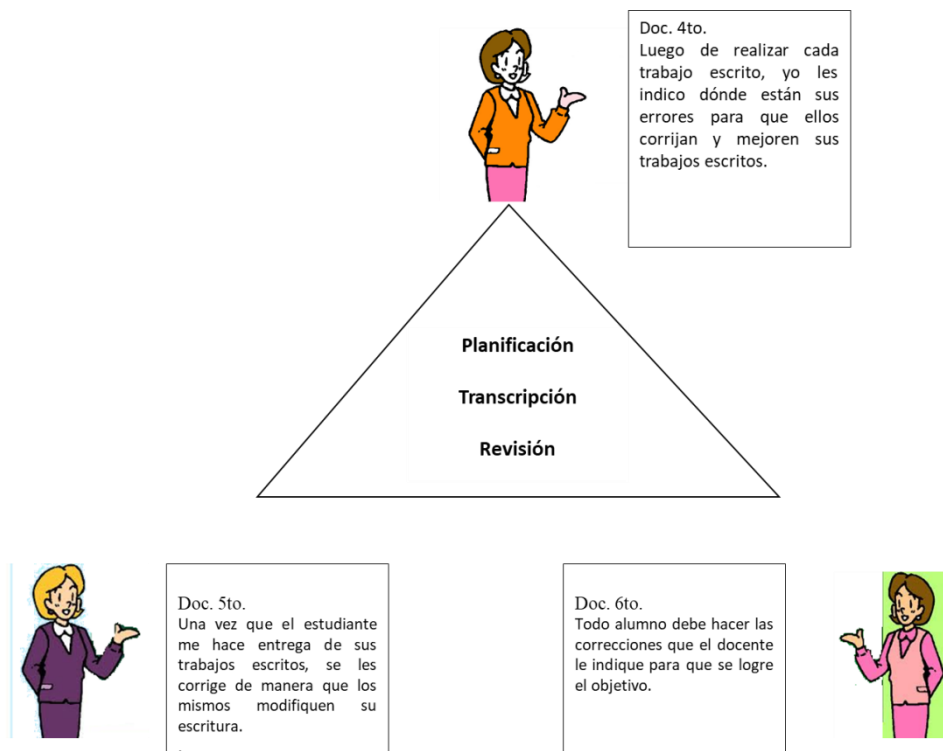 Doc. 4to.
Luego de realizar cada
trabajo escrito, yo les
indico dónde están sus
errores para que ellos
corrijan y mejoren sus
trabajos escritos.
Planificación
Transcripción
Revisión
Doc. 5to.
Una vez que el estudiante
me hace entrega de sus
trabajos escritos, se les
corrige de manera que los
mismos modifiquen su
escritura.
.
Doc. 6to.
Todo alumno debe hacer las
correcciones que el docente
le indique para que se logre
el objetivo.